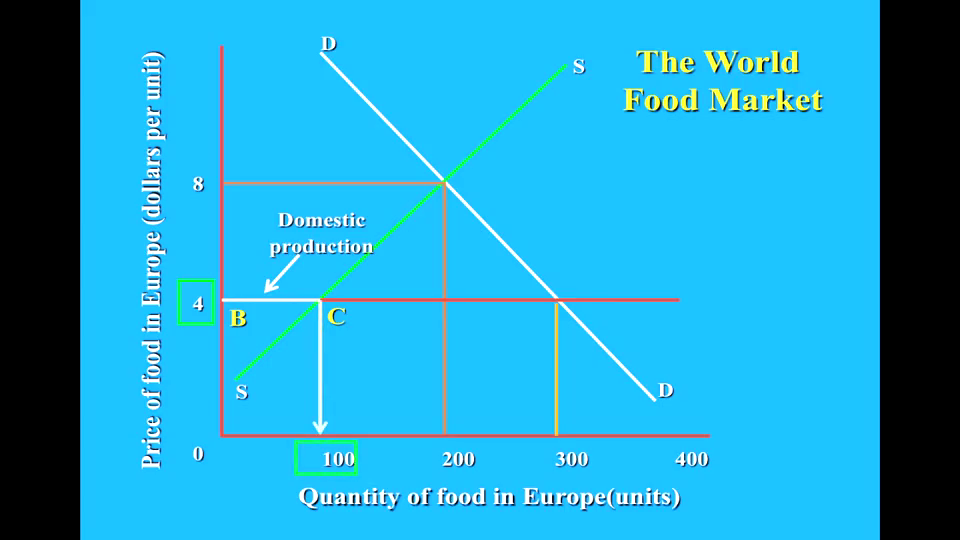 The World
Food Market
D
S
Price of food in Europe (dollars per unit)
8
Domestic
production
4
B
C
S
D
0
100
200
300
400
Quantity of food in Europe(units)